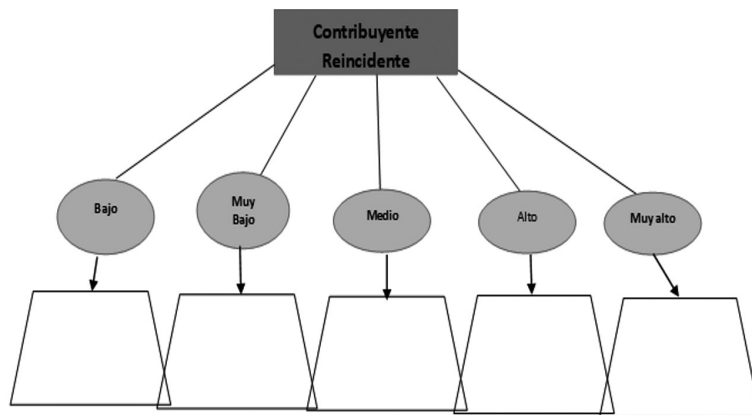 Contribuyente
Reincidente
Bajo
Muy
Bajo
Medio
Alto
Muy alto